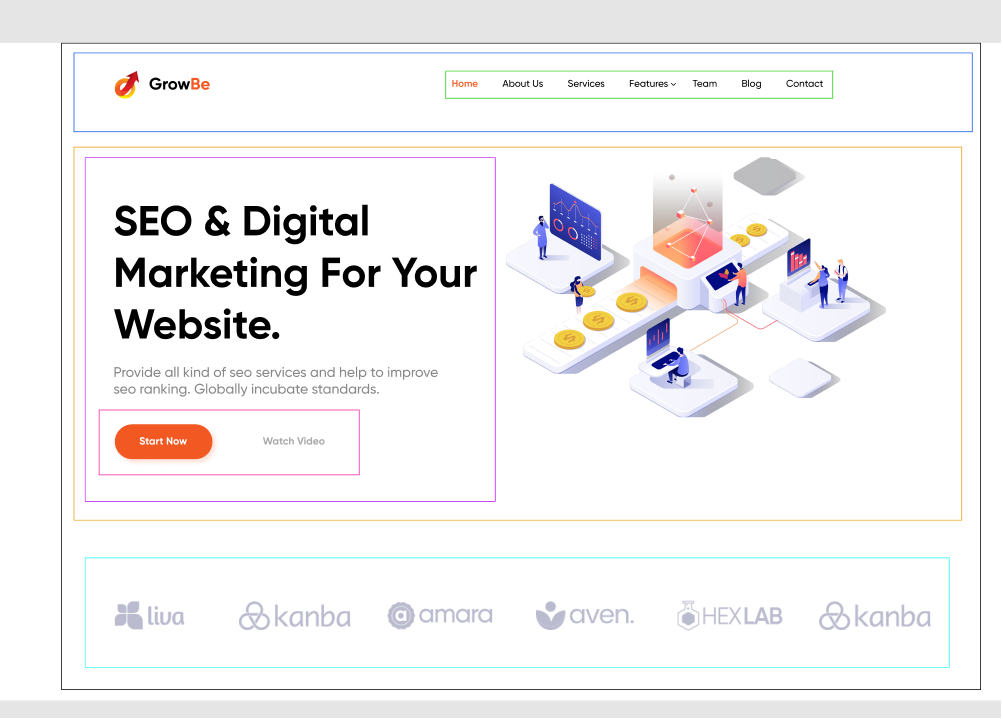 GrowBe
Home About Us Services Features Team Blog Contact
SEO & Digital
Marketing For Your
Website.
Provide all kind of seo services and help to improve
seo ranking. Globally incubate standards.
Start Now Watch Video
liva kanba amara aven. HEXLAB kanba